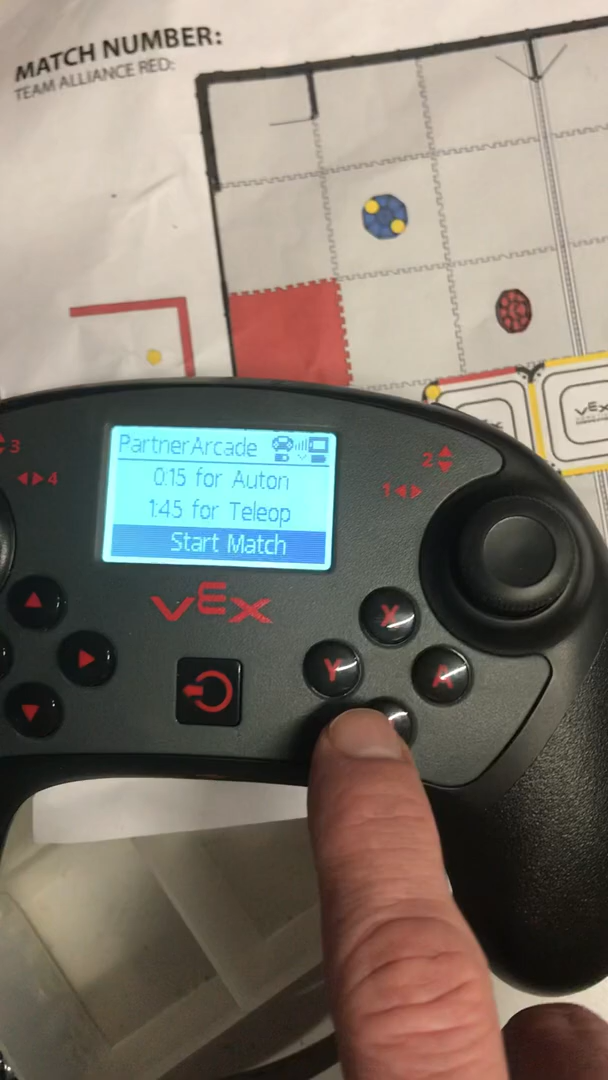 MATCH NUMBER:
TEAM ALLIANCE RED:
PartnerArcade
0:15 for Auton
1:45 for Teleop
Start Match
3
4
2
1
VEX
X
Y
A
VEX